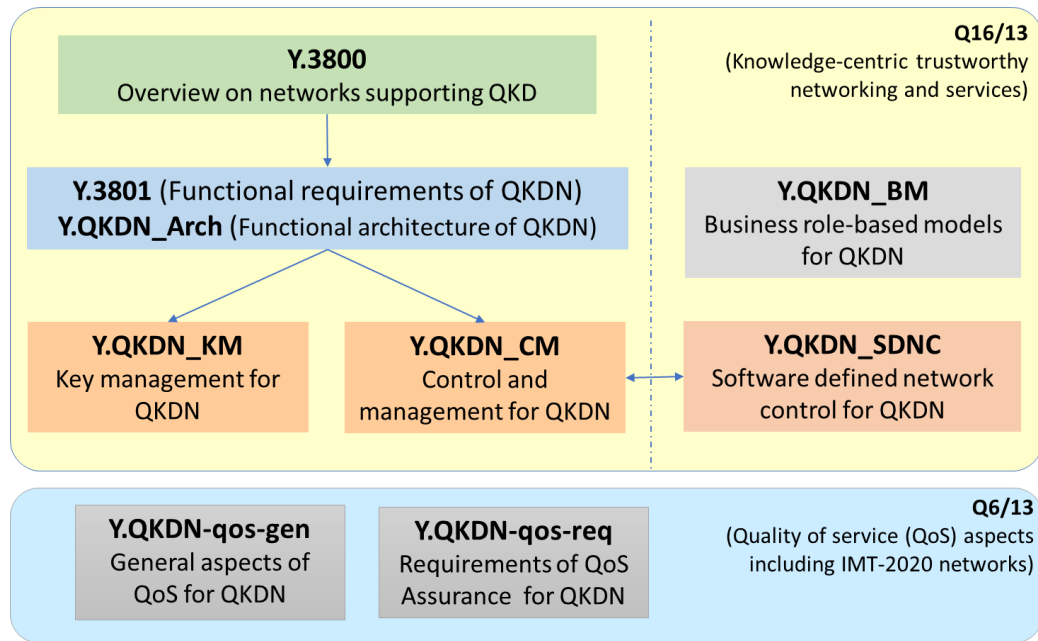 Q16/13
(Knowledge-centric trustworthy
networking and services)
Y.3800
Overview on networks supporting QKD
Y.3801 (Functional requirements of QKDN)
Y.QKDN_Arch (Functional architecture of QKDN)
Y.QKDN_BM
Business role-based models
for QKDN
Y.QKDN_KM
Key management for
QKDN
Y.QKDN_CM
Control and
management for QKDN
Y.QKDN_SDNC
Software defined network
control for QKDN
Q6/13
(Quality of service (QoS) aspects
including IMT-2020 networks)
Y.QKDN-qos-gen
General aspects of
QoS for QKDN
Y.QKDN-qos-req
Requirements of QoS
Assurance for QKDN